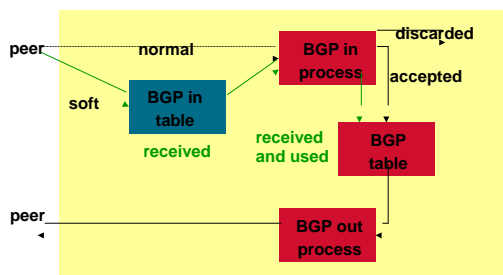 discarded
peer
normal
BGP in
process
accepted
soft
BGP in
table
received
received
and used
BGP
table
peer
BGP out
process